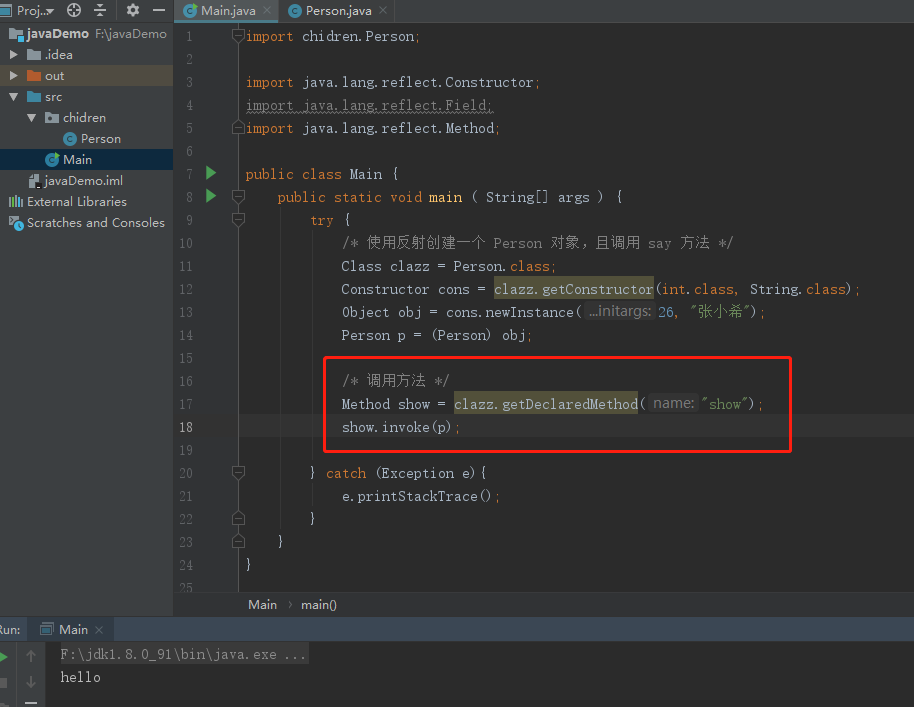 Proj...
Main.java
Person.java
javaDemo F:\javaDemo
.idea
out
src
chidren
Person
Main
javaDemo.iml
External Libraries
Scratches and Consoles
1 import chidren.Person;
2
3 import java.lang.reflect.Constructor;
4 import java.lang.reflect.Field;
5 import java.lang.reflect.Method;
6
7 public class Main {
8 public static void main ( String[] args ) {
9 try {
10 /* 使用反射创建一个 Person 对象，且调用 say 方法 */
11 Class clazz = Person.class;
12 Constructor cons = clazz.getConstructor(int.class, String.class);
13 Object obj = cons.newInstance( ...initargs: 26, "张小希");
14 Person p = (Person) obj;
15
16 /* 调用方法 */
17 Method show = clazz.getDeclaredMethod( name: "show");
18 show.invoke(p);
19
20 } catch (Exception e){
21 e.printStackTrace();
22 }
23 }
24 }
25
Main › main()
Run: Main
F:\jdk1.8.0_91\bin\java.exe ...
hello